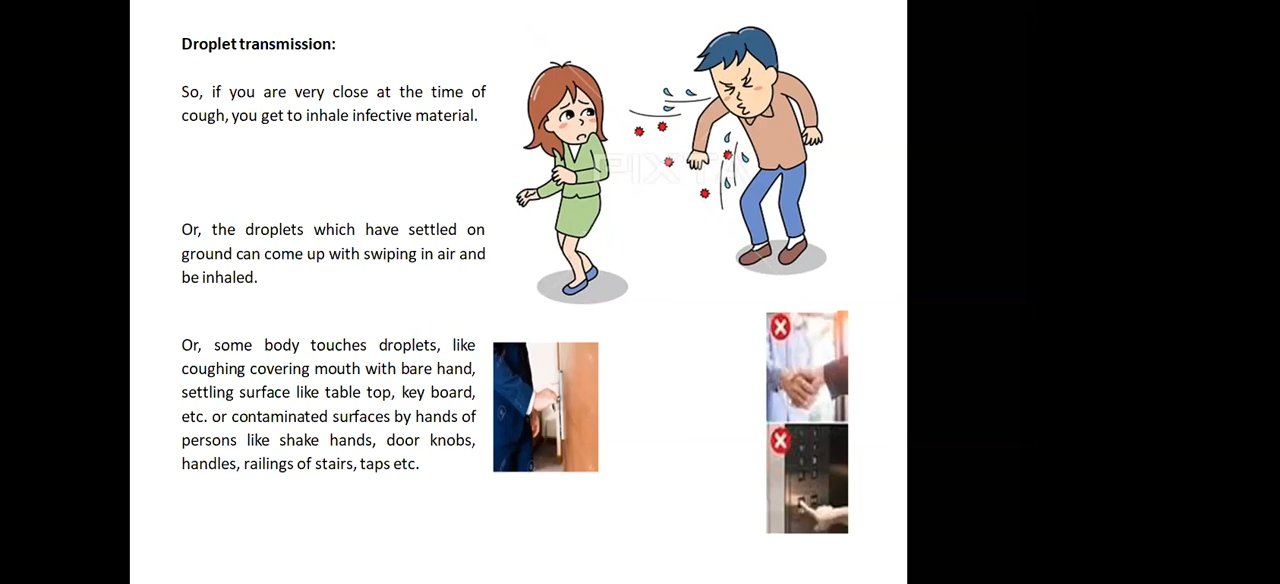 Droplet transmission:
So, if you are very close at the time of
cough, you get to inhale infective material.
PIXTA
Or, the droplets which have settled on
ground can come up with swiping in air and
be inhaled.
Or, some body touches droplets, like
coughing covering mouth with bare hand,
settling surface like table top, key board,
etc. or contaminated surfaces by hands of
persons like shake hands, door knobs,
handles, railings of stairs, taps etc.